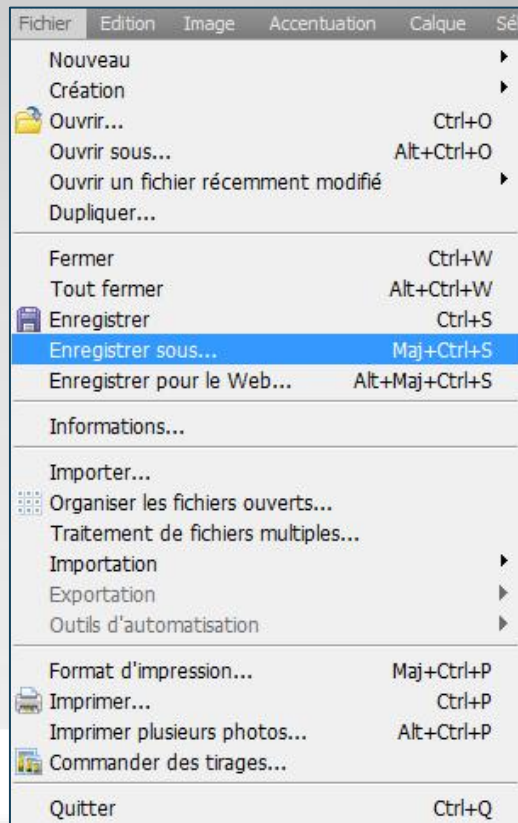 Fichier Edition Image Accentuation Calque Sél
Nouveau
Création
Ouvrir... Ctrl+O
Ouvrir sous... Alt+Ctrl+O
Ouvrir un fichier récemment modifié
Dupliquer...
Fermer Ctrl+W
Tout fermer Alt+Ctrl+W
Enregistrer Ctrl+S
Enregistrer sous... Maj+Ctrl+S
Enregistrer pour le Web... Alt+Maj+Ctrl+S
Informations...
Importer...
Organiser les fichiers ouverts...
Traitement de fichiers multiples...
Importation
Exportation
Outils d'automatisation
Format d'impression... Maj+Ctrl+P
Imprimer... Ctrl+P
Imprimer plusieurs photos... Alt+Ctrl+P
Commander des tirages...
Quitter Ctrl+Q